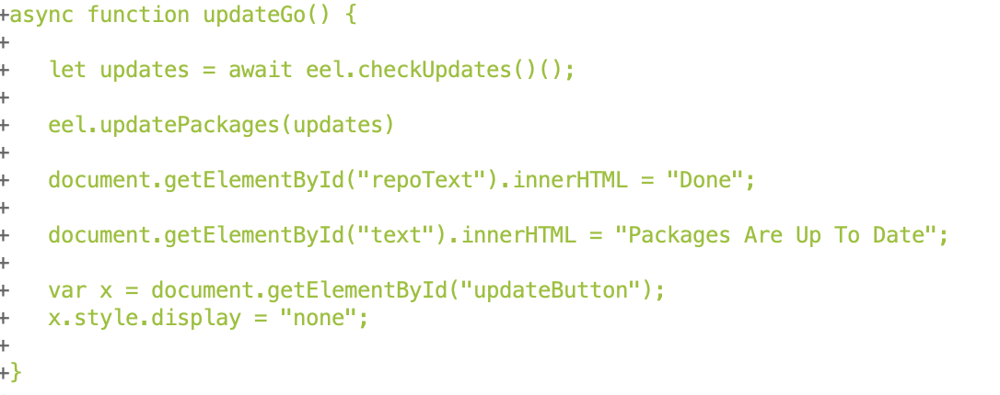 +async function updateGo() {
+
+   let updates = await eel.checkUpdates()();
+
+   eel.updatePackages(updates)
+
+   document.getElementById("repoText").innerHTML = "Done";
+
+   document.getElementById("text").innerHTML = "Packages Are Up To Date";
+
+   var x = document.getElementById("updateButton");
+   x.style.display = "none";
+
+}